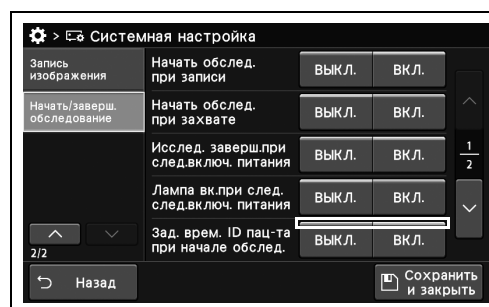 > Системная настройка
Запись
изображения
Начать/заверш.
обследование
2/2
Начать обслед.
при записи
ВЫКЛ.
ВКЛ.
Начать обслед.
при захвате
ВЫКЛ.
ВКЛ.
Исслед. заверш.при
след.включ. питания
ВЫКЛ.
ВКЛ.
Лампа вк.при след.
след.включ. питания
ВЫКЛ.
ВКЛ.
Зад. врем. ID пац-та
при начале обслед.
ВЫКЛ.
ВКЛ.
1
2
Назад
Сохранить
и закрыть